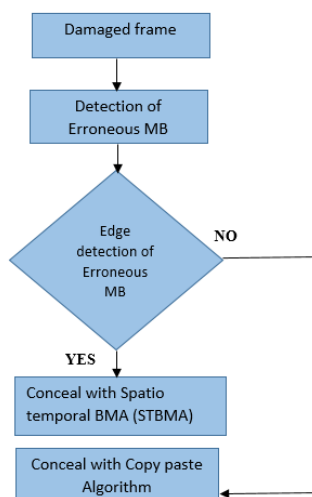 Damaged frame
Detection of
Erroneous MB
Edge
detection of
Erroneous
MB
NO
YES
Conceal with Spatio
temporal BMA (STBMA)
Conceal with Copy paste
Algorithm